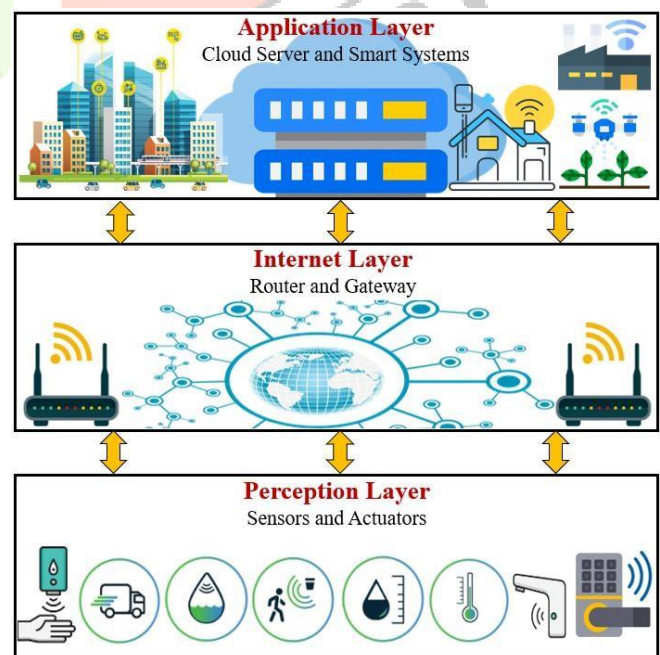 Application Layer
Cloud Server and Smart Systems
Internet Layer
Router and Gateway
Perception Layer
Sensors and Actuators